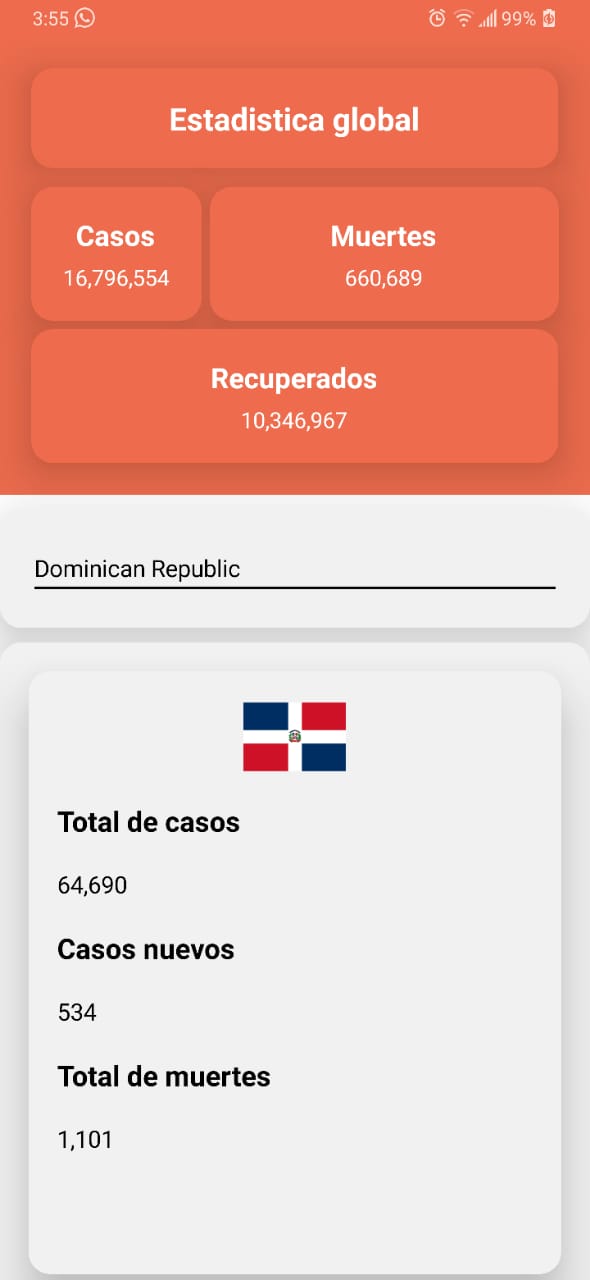 3:55 99%
Estadistica global
Casos Muertes
16,796,554 660,689
Recuperados
10,346,967
Dominican Republic
Total de casos
64,690
Casos nuevos
534
Total de muertes
1,101